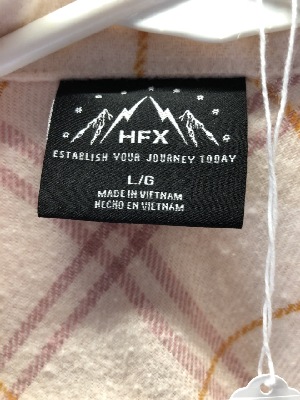 HFX
ESTABLISH YOUR JOURNEY TODAY
L/G
MADE IN VIETNAM
HECHO EN VIETNAM